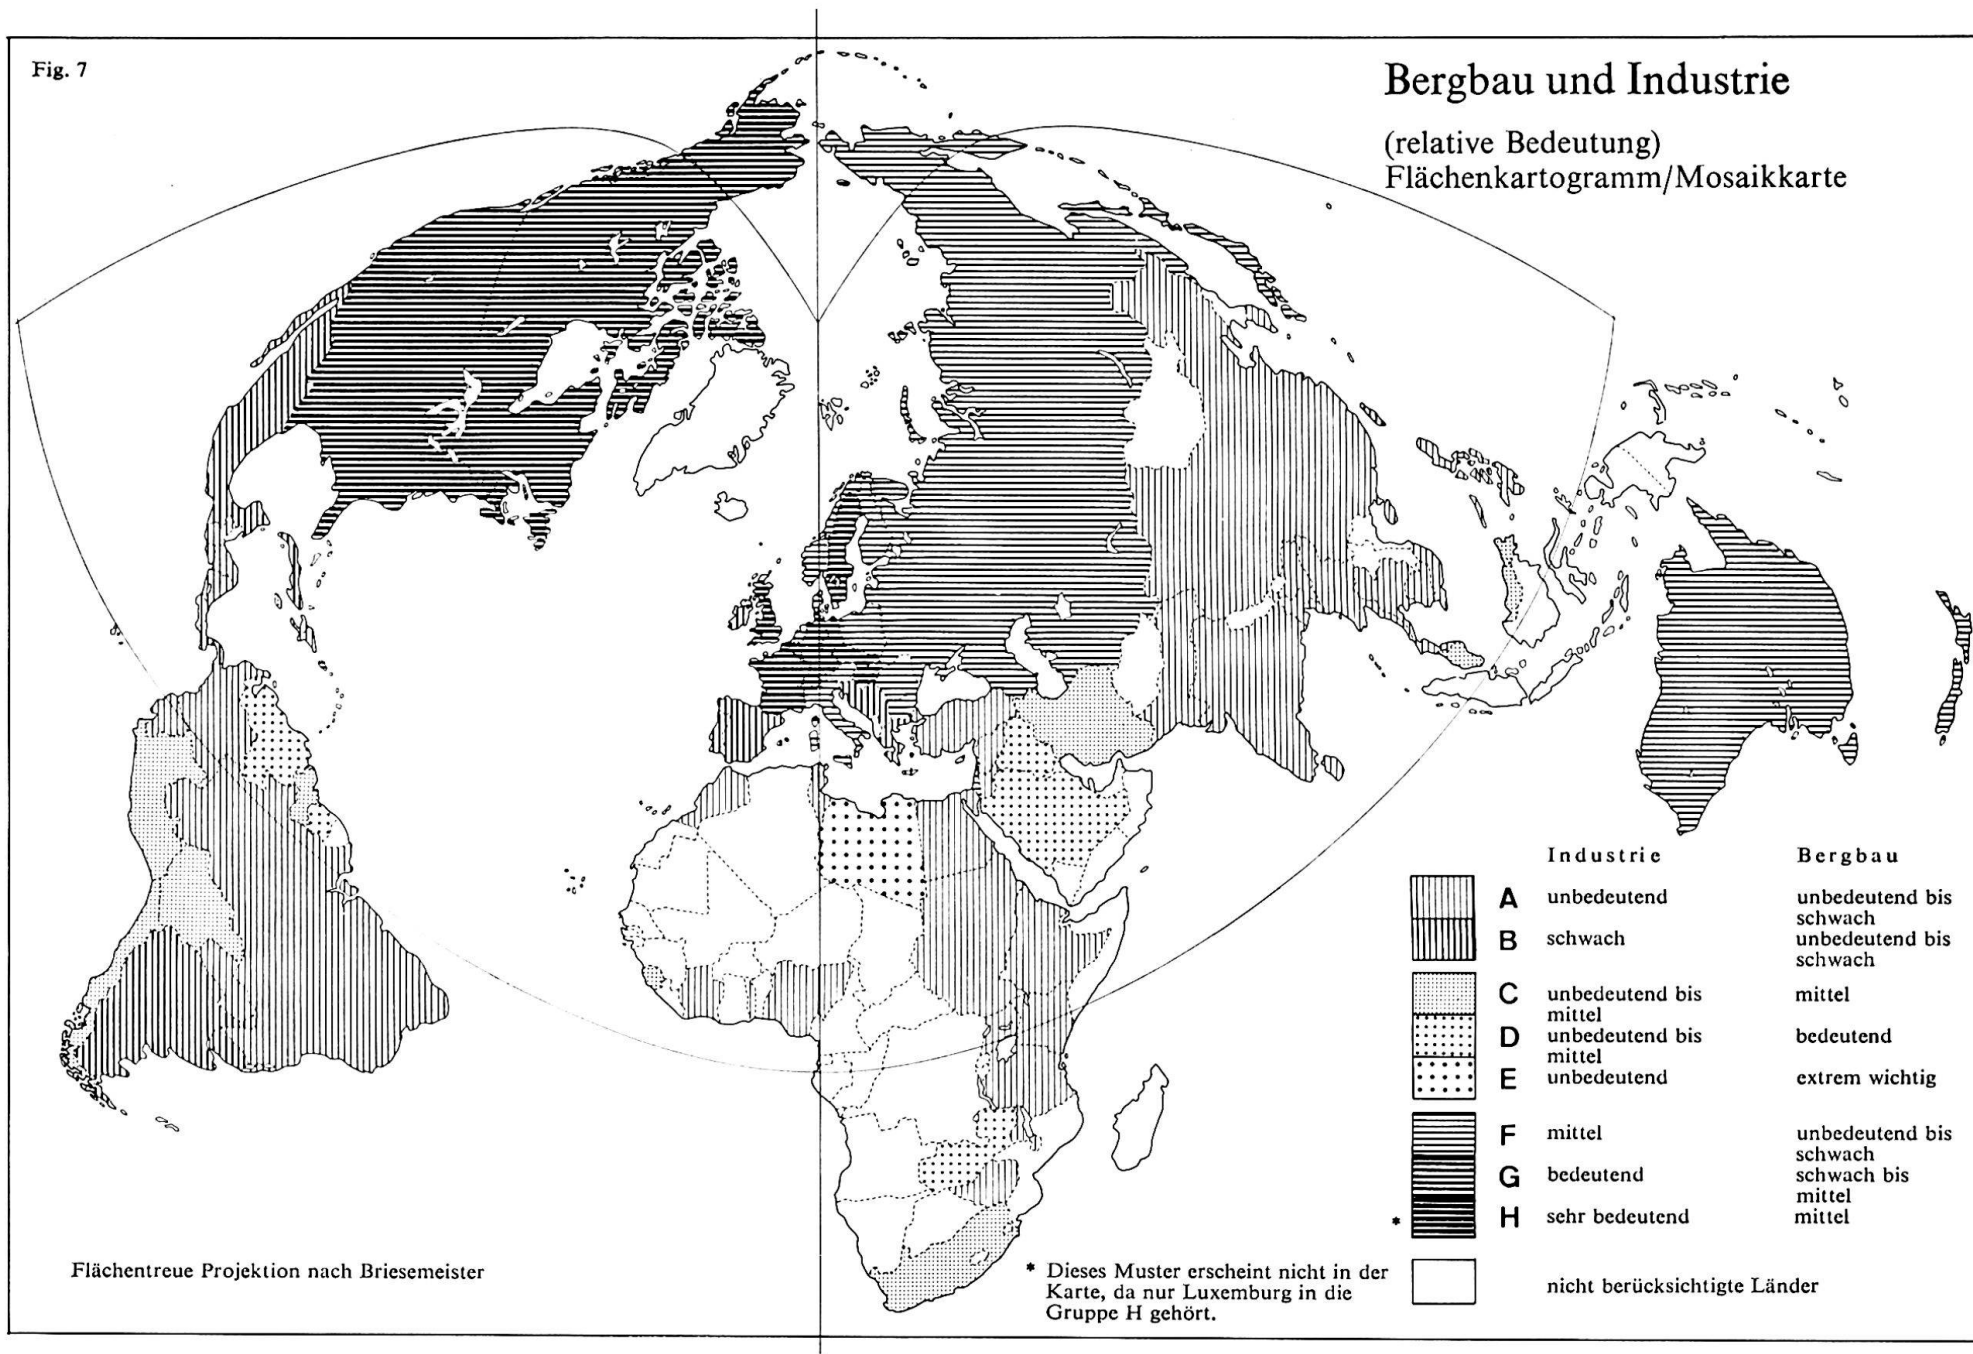 Fig. 7
Bergbau und Industrie
(relative Bedeutung)
Flächenkartogramm/Mosaikkarte
Industrie Bergbau
A unbedeutend unbedeutend bis
schwach
B schwach unbedeutend bis
schwach
C unbedeutend bis mittel
mittel
D unbedeutend bis bedeutend
mittel
E unbedeutend extrem wichtig
F mittel unbedeutend bis
schwach
G bedeutend schwach bis
mittel
* H sehr bedeutend mittel
nicht berücksichtigte Länder
* Dieses Muster erscheint nicht in der
Karte, da nur Luxemburg in die
Gruppe H gehört.
Flächentreue Projektion nach Briesemeister